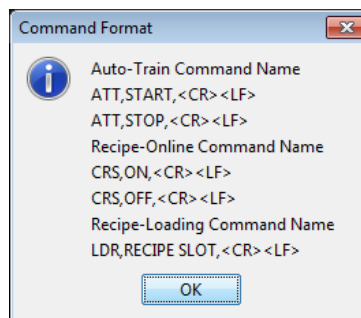 Command Format
Auto-Train Command Name
ATT,START,<CR><LF>
ATT,STOP,<CR><LF>
Recipe-Online Command Name
CRS,ON,<CR><LF>
CRS,OFF,<CR><LF>
Recipe-Loading Command Name
LDR,RECIPE SLOT,<CR><LF>
OK